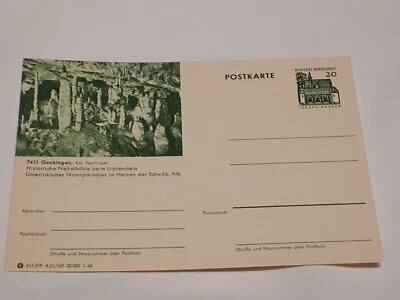 POSTKARTE
DEUTSCHE BUNDESPOST
20
7411 Genkingen, Krs. Reutlingen
Historische Nebelhöhle beim Lichtenstein
Unterirdisches Naturparadies im Herzen der Schwäb. Alb
Absender:
Postleitzahl
Postleitzahl
(Straße und Hausnummer oder Postfach)
(Straße und Hausnummer oder Postfach)